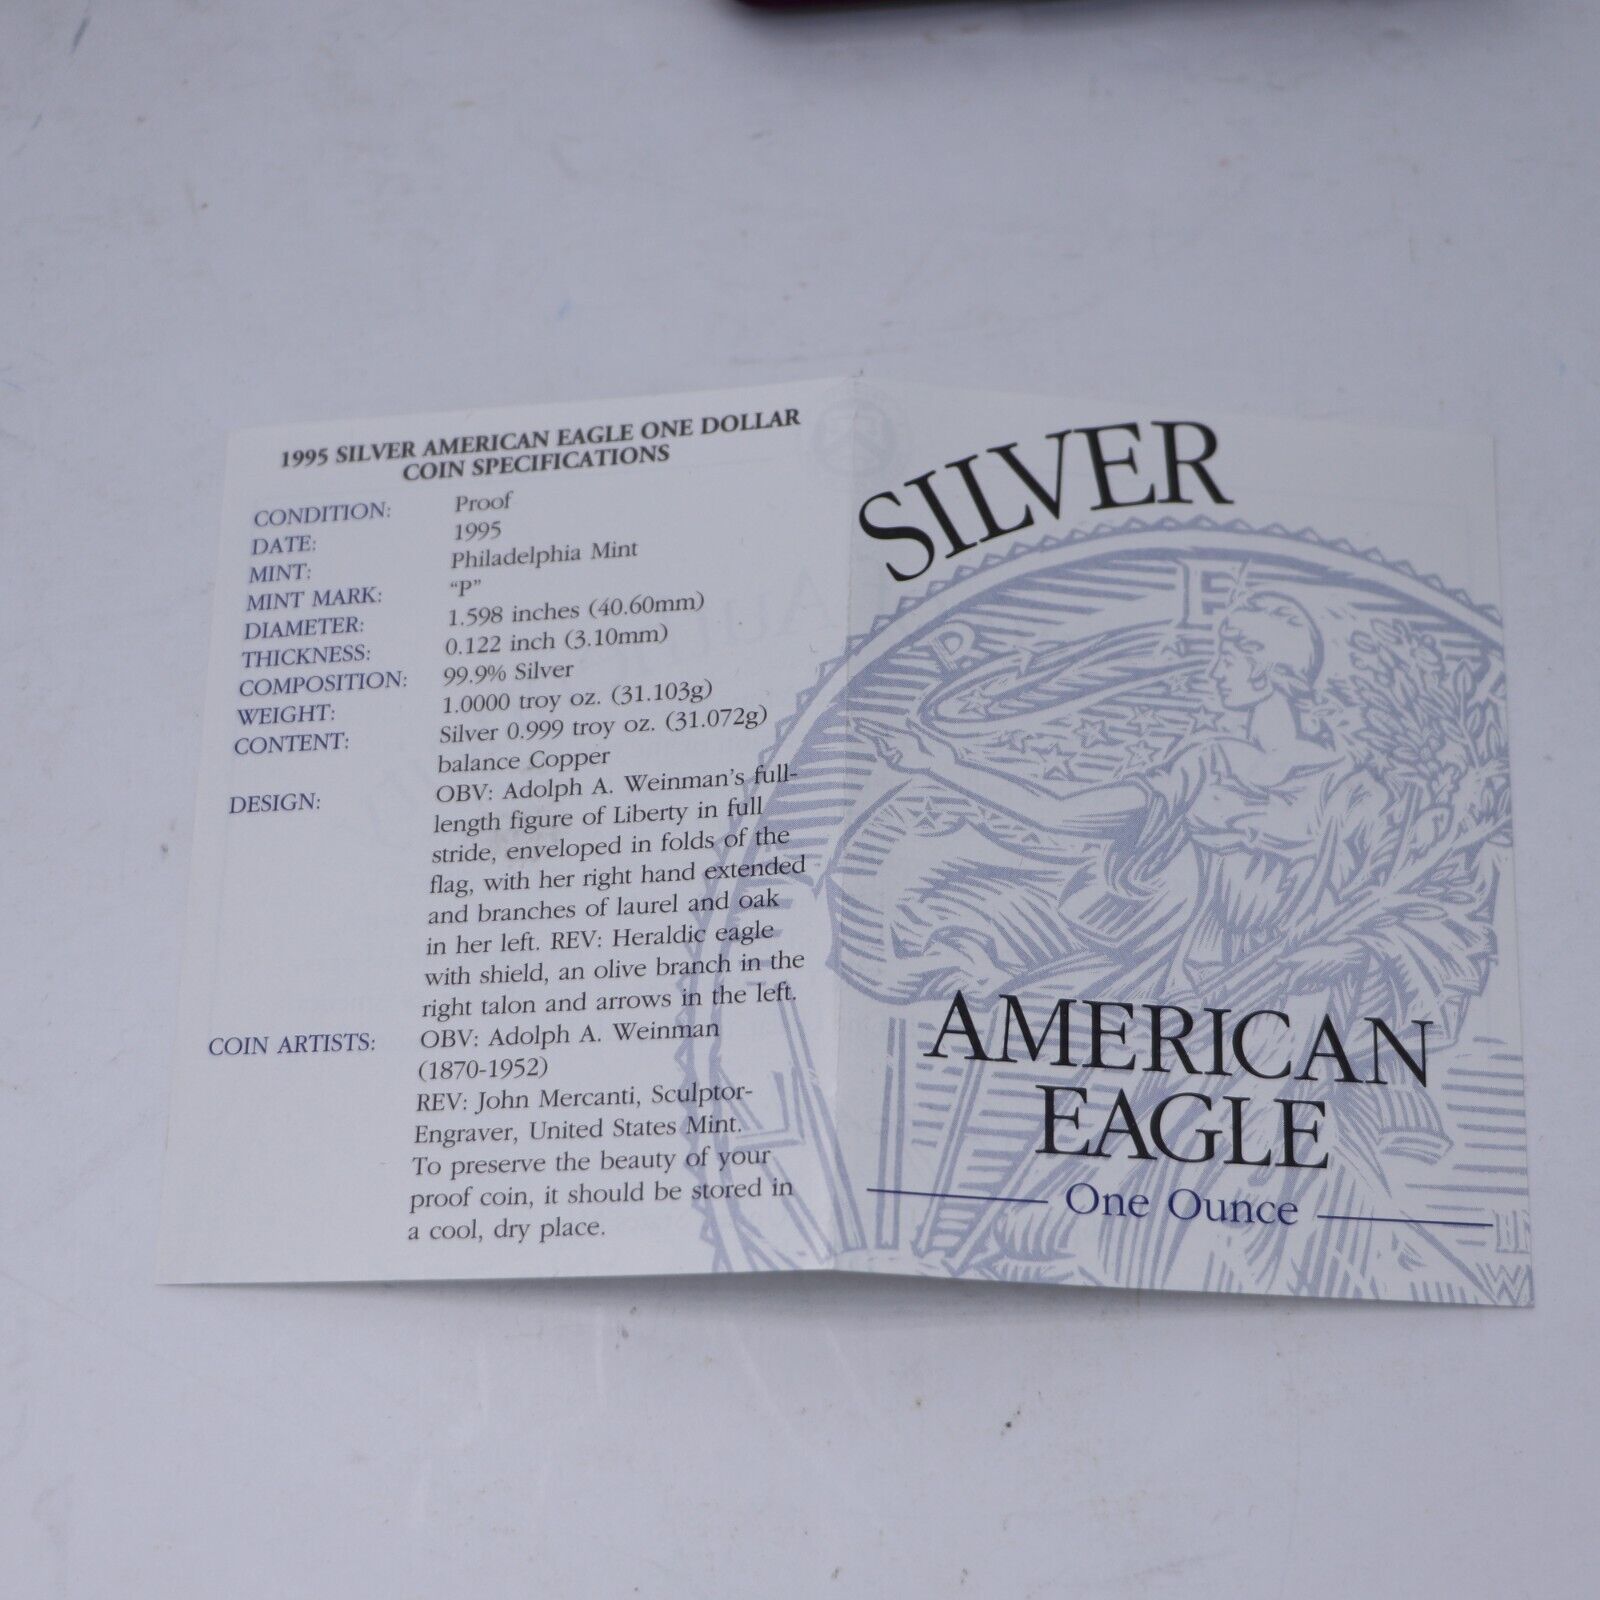 1995 SILVER AMERICAN EAGLE ONE DOLLAR
COIN SPECIFICATIONS
CONDITION: Proof
DATE: 1995
MINT: Philadelphia Mint
MINT MARK: “P”
DIAMETER: 1.598 inches (40.60mm)
THICKNESS: 0.122 inch (3.10mm)
COMPOSITION: 99.9% Silver
WEIGHT: 1.0000 troy oz. (31.103g)
CONTENT: Silver 0.999 troy oz. (31.072g)
balance Copper
DESIGN: OBV: Adolph A. Weinman’s full-
length figure of Liberty in full
stride, enveloped in folds of the
flag, with her right hand extended
and branches of laurel and oak
in her left. REV: Heraldic eagle
with shield, an olive branch in the
right talon and arrows in the left.
COIN ARTISTS: OBV: Adolph A. Weinman
(1870-1952)
REV: John Mercanti, Sculptor-
Engraver, United States Mint.
To preserve the beauty of your
proof coin, it should be stored in
a cool, dry place.
SILVER
AMERICAN
EAGLE
One Ounce